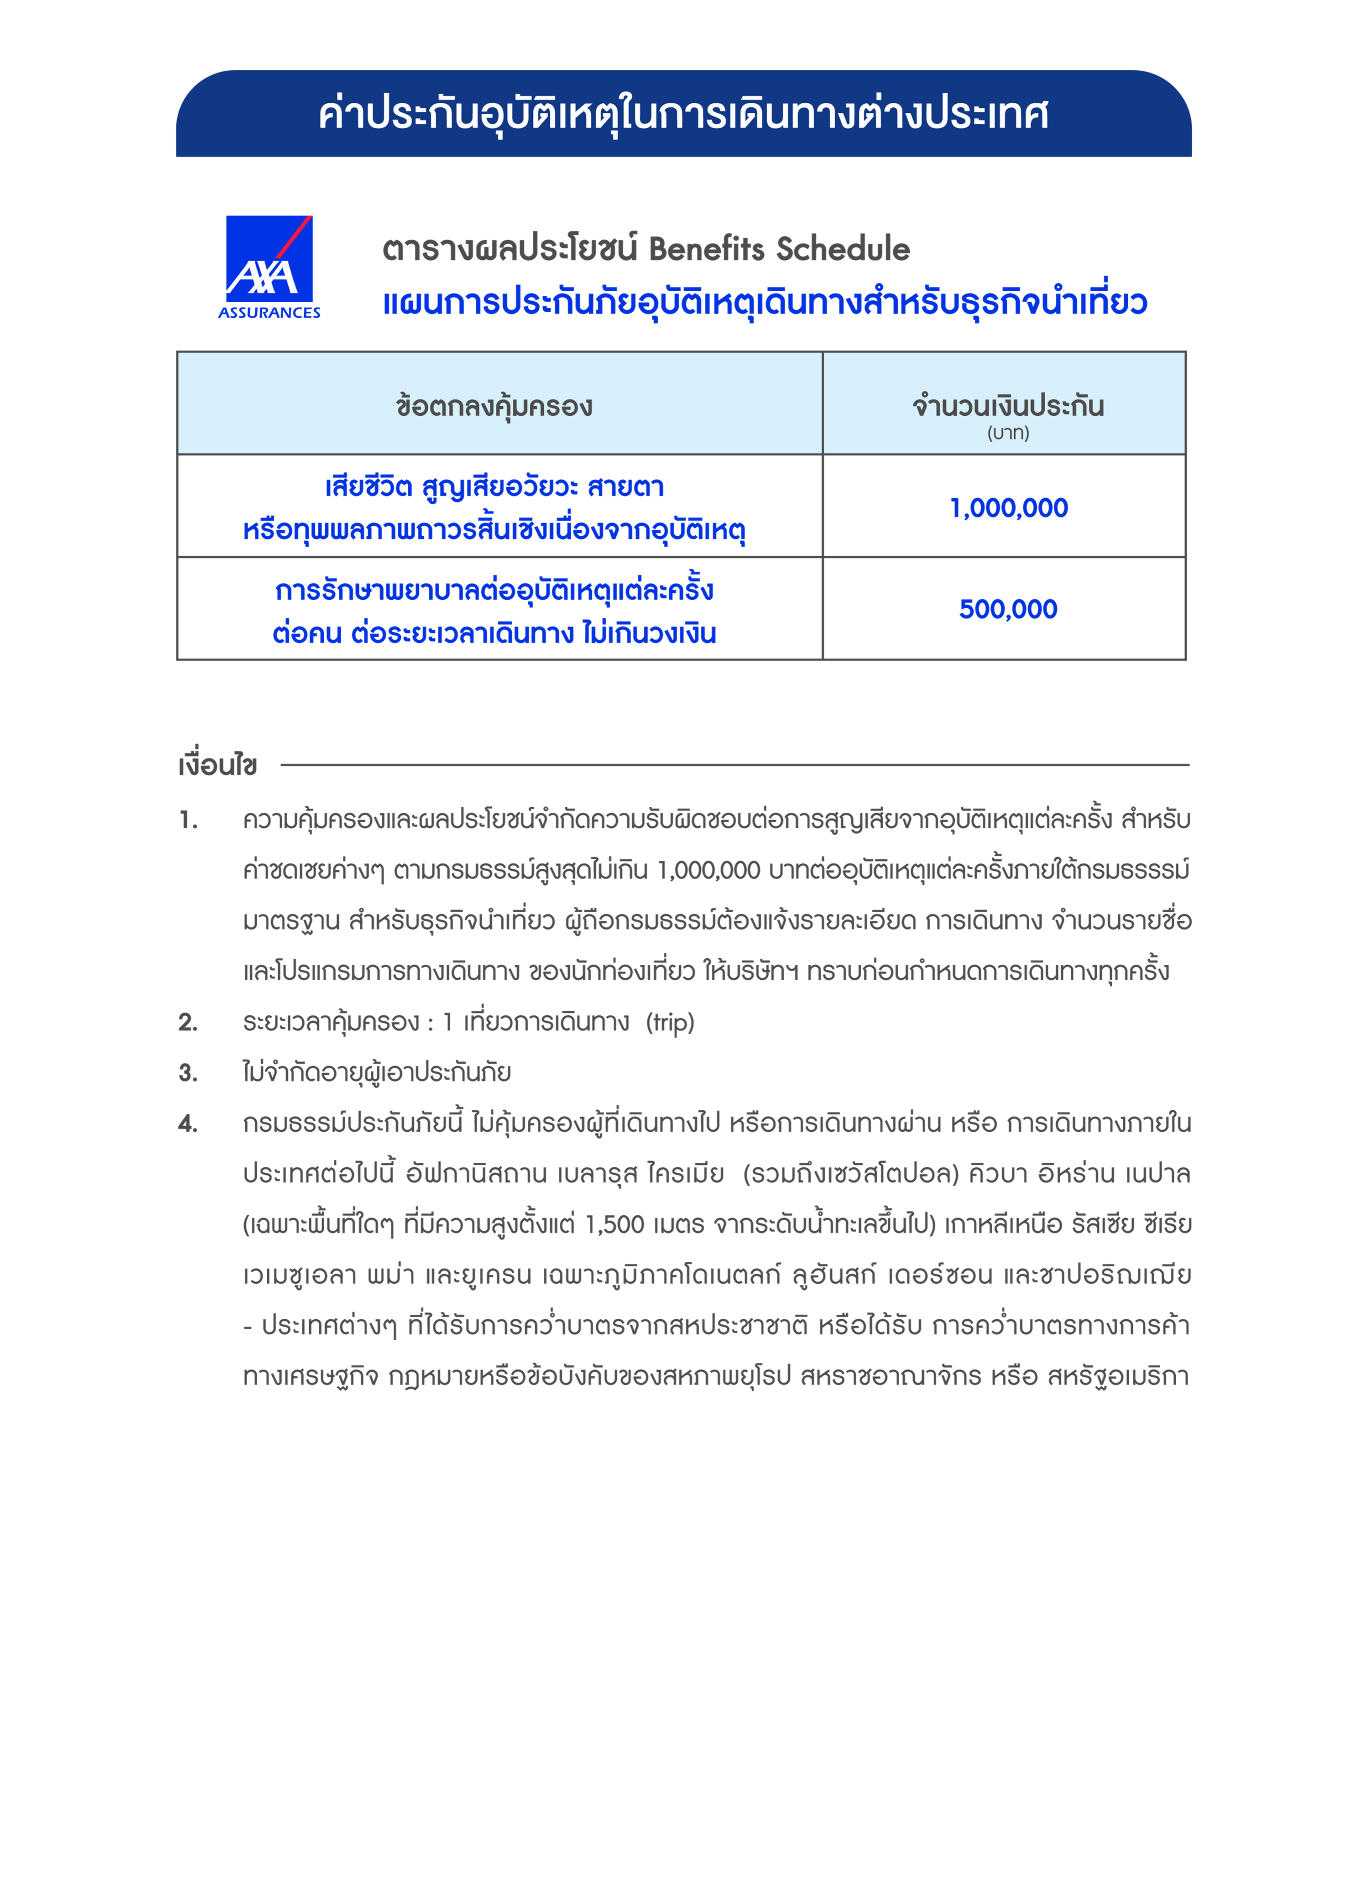 ค่าประกันอุบัติเหตุในการเดินทางต่างประเทศ
AXA
ASSURANCES
ตารางผลประโยชน์ Benefits Schedule
แผนการประกันภัยอุบัติเหตุเดินทางสำหรับธุรกิจนำเที่ยว
ข้อตกลงคุ้มครอง
จำนวนเงินประกัน
(บาท)
เสียชีวิต สูญเสียอวัยวะ สายตา
หรือทุพพลภาพถาวรสิ้นเชิงเนื่องจากอุบัติเหตุ
1,000,000
การรักษาพยาบาลต่ออุบัติเหตุแต่ละครั้ง
ต่อคน ต่อระยะเวลาเดินทาง ไม่เกินวงเงิน
500,000
เงื่อนไข
1. ความคุ้มครองและผลประโยชน์จำกัดความรับผิดชอบต่อการสูญเสียจากอุบัติเหตุแต่ละครั้ง สำหรับ
ค่าชดเชยค่างๆ ตามกรมธรรม์สูงสุดไม่เกิน 1,000,000 บาทต่ออุบัติเหตุแต่ละครั้งภายใต้กรมธรรรม์
มาตรฐาน สำหรับธุรกิจนำเที่ยว ผู้ถือกรมธรรม์ต้องแจ้งรายละเอียด การเดินทาง จำนวนรายชื่อ
และโปรแกรมการทางเดินทาง ของนักท่องเที่ยว ให้บริษัทฯ ทราบก่อนกำหนดการเดินทางทุกครั้ง
2. ระยะเวลาคุ้มครอง : 1 เที่ยวการเดินทาง (trip)
3. ไม่จำกัดอายุผู้เอาประกันภัย
4. กรมธรรม์ประกันภัยนี้ ไม่คุ้มครองผู้ที่เดินทางไป หรือการเดินทางผ่าน หรือ การเดินทางภายใน
ประเทศต่อไปนี้ อัฟกานิสถาน เบลารุส ไครเมีย (รวมถึงเซวัสโตปอล) คิวบา อิหร่าน เนปาล
(เฉพาะพื้นที่ใดๆ ที่มีความสูงตั้งแต่ 1,500 เมตร จากระดับน้ำทะเลขึ้นไป) เกาหลีเหนือ รัสเซีย ซีเรีย
เวเมซูเอลา พม่า และยูเครน เฉพาะภูมิภาคโดเนตลก์ ลูฮันสก์ เดอร์ซอน และซาปอริฌเฌีย
- ประเทศต่างๆ ที่ได้รับการคว่ำบาตรจากสหประชาชาติ หรือได้รับ การคว่ำบาตรทางการค้า
ทางเศรษฐกิจ กฎหมายหรือข้อบังคับของสหภาพยุโรป สหราชอาณาจักร หรือ สหรัฐอเมริกา